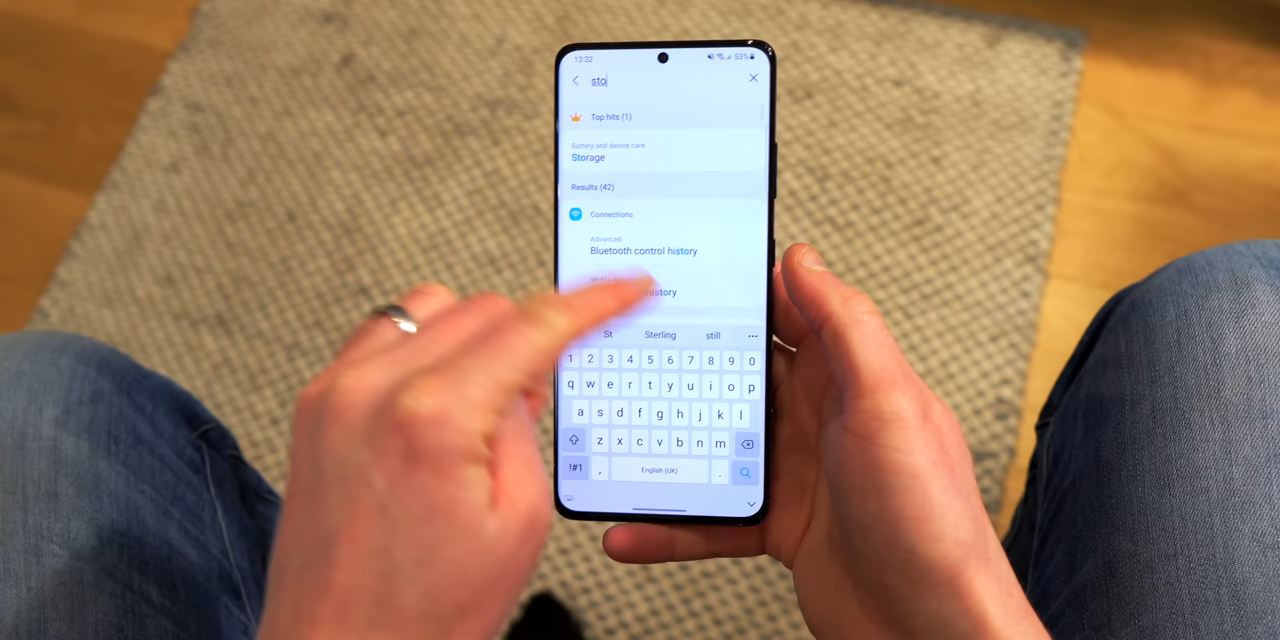 13:32 53%
sto
Top hits (1)
Battery and device care
Storage
Results (42)
Connections
Advanced
Bluetooth control history
history
St Sterling still ...
1 2 3 4 5 6 7 8 9 0
q w e r t y u i o p
a s d f g h j k l
z x c v b n m
!#1 , English (UK) .